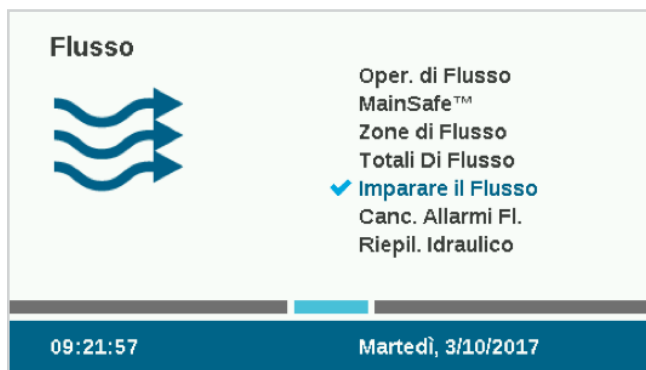 Flusso
Oper. di Flusso
MainSafe™
Zone di Flusso
Totali Di Flusso
Imparare il Flusso
Canc. Allarmi Fl.
Riepil. Idraulico
09:21:57
Martedì, 3/10/2017